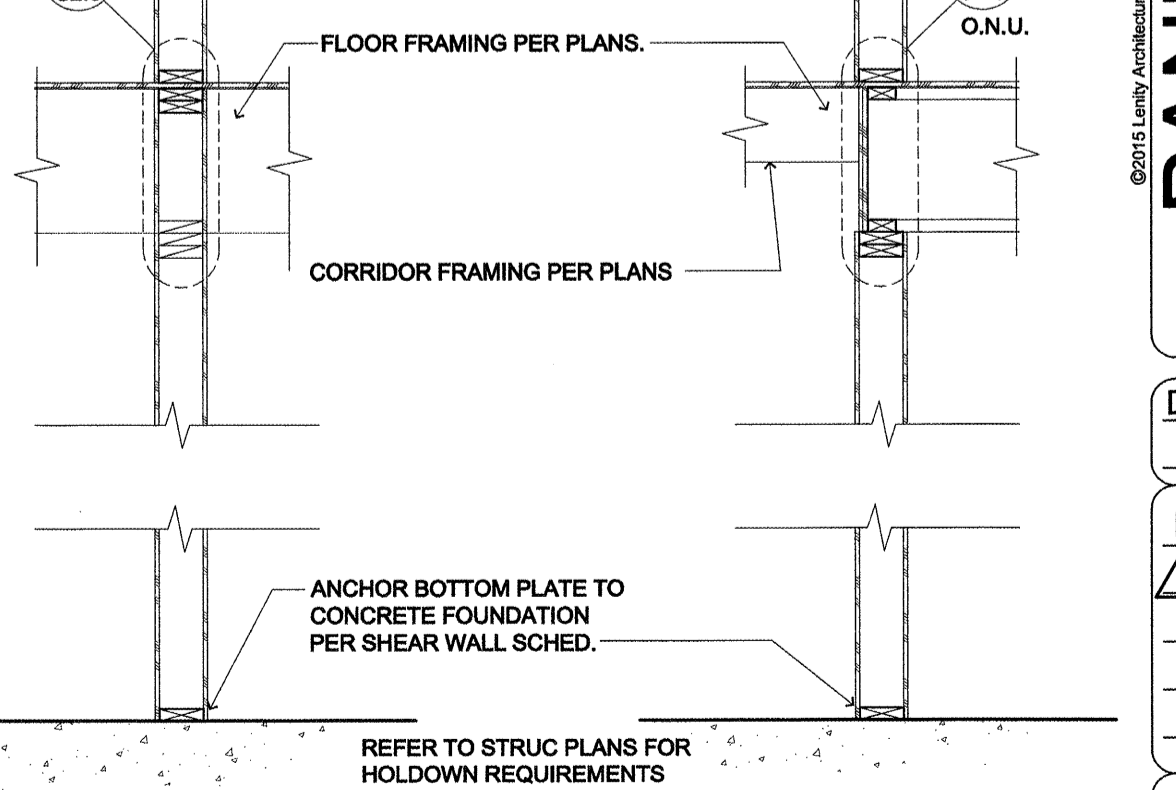 O.N.U.
FLOOR FRAMING PER PLANS.
CORRIDOR FRAMING PER PLANS
ANCHOR BOTTOM PLATE TO
CONCRETE FOUNDATION
PER SHEAR WALL SCHED.
REFER TO STRUC PLANS FOR
HOLDOWN REQUIREMENTS
©2015 Lenity Architecture